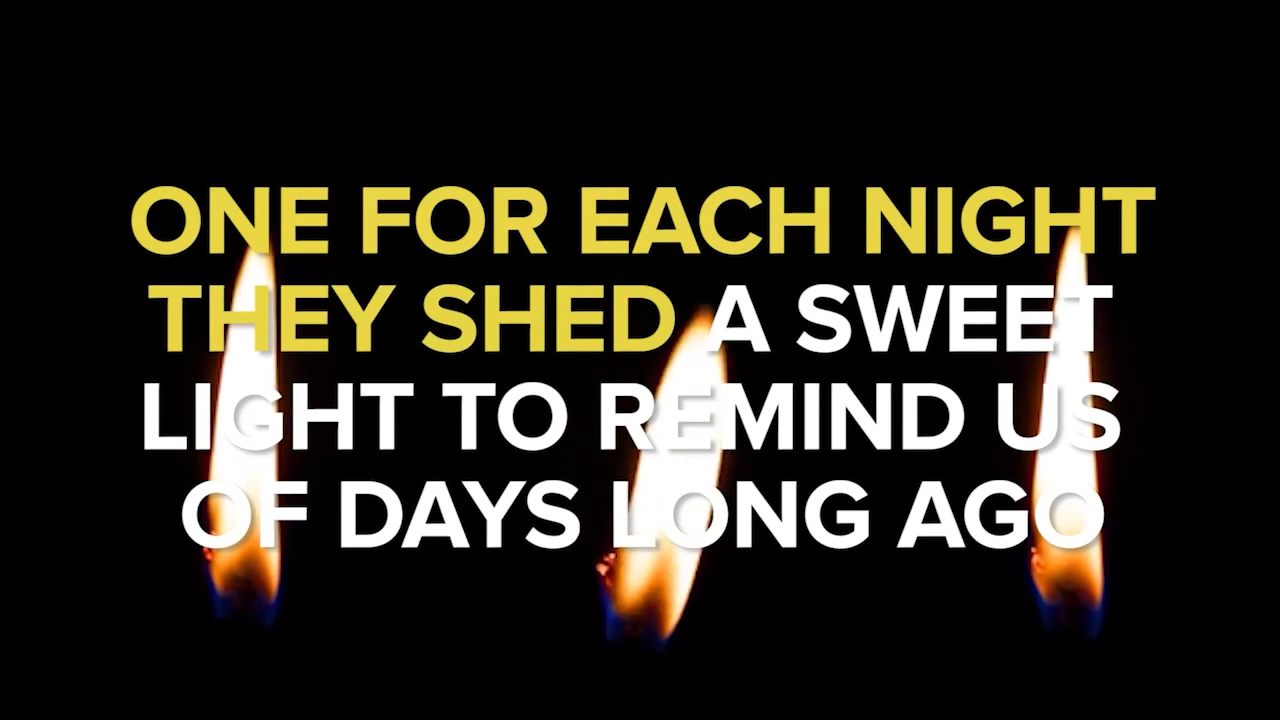 ONE FOR EACH NIGHT
THEY SHED A SWEET
LIGHT TO REMIND US
OF DAYS LONG AGO